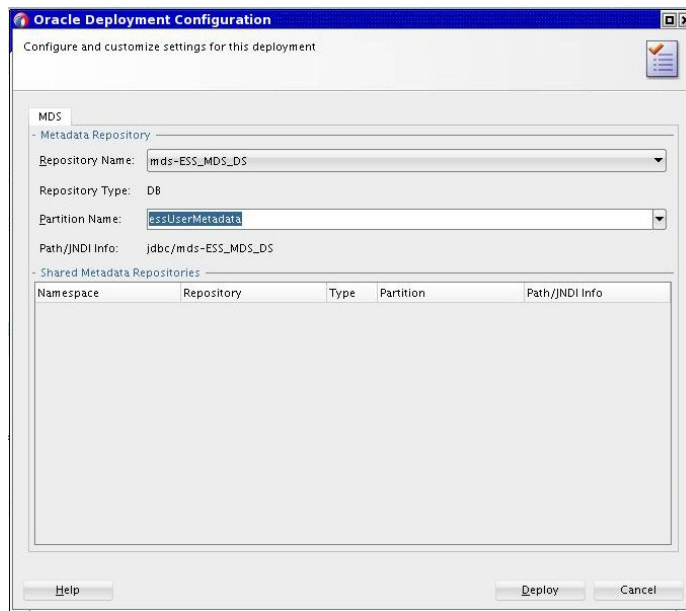 Oracle Deployment Configuration
Configure and customize settings for this deployment
MDS
Metadata Repository
Repository Name: mds-ESS_MDS_DS
Repository Type: DB
Partition Name: essUserMetadata
Path/JNDI Info: jdbc/mds-ESS_MDS_DS
Shared Metadata Repositories
Namespace Repository Type Partition Path/JNDI Info
Help Deploy Cancel